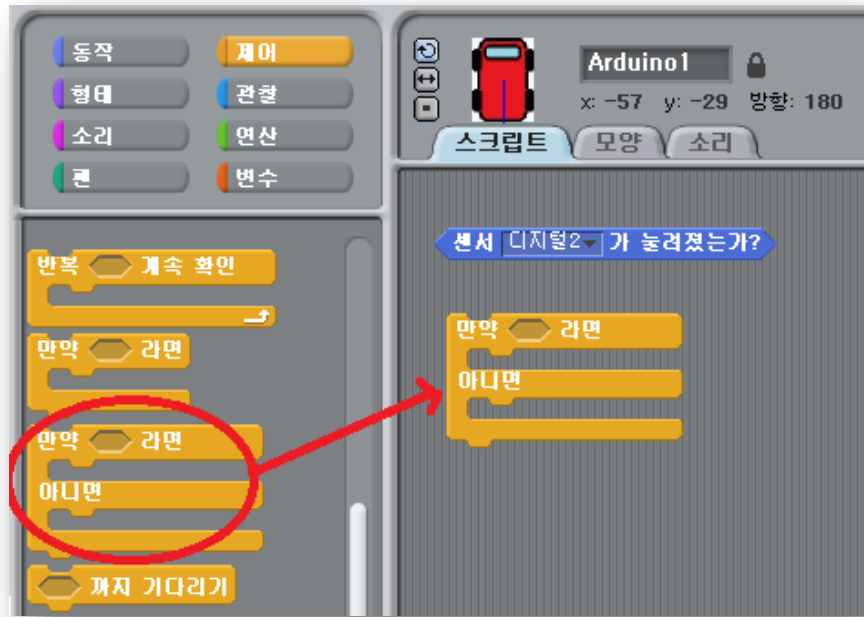 동작
제어
형태
관찰
소리
연산
펜
변수
반복 계속 확인
만약 라면
만약 라면
아니면
까지 기다리기
Arduino1
x: -57 y: -29 방향: 180
스크립트 모양 소리
센서 디지털2 가 눌려졌는가?
만약 라면
아니면